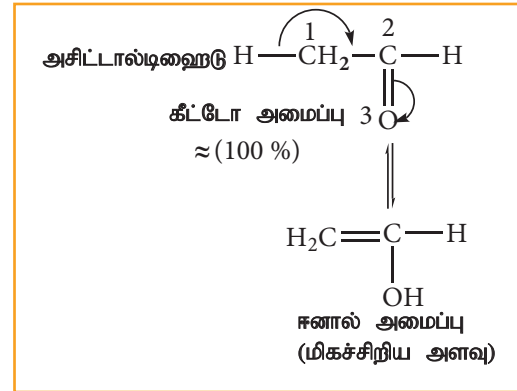 1 2
அசிட்டால்டிஹைடு H—CH₂—C—H
கீட்டோ அமைப்பு 3 O
≈ (100 %)
H₂C=C—H
OH
ஈனால் அமைப்பு
(மிகச்சிறிய அளவு)